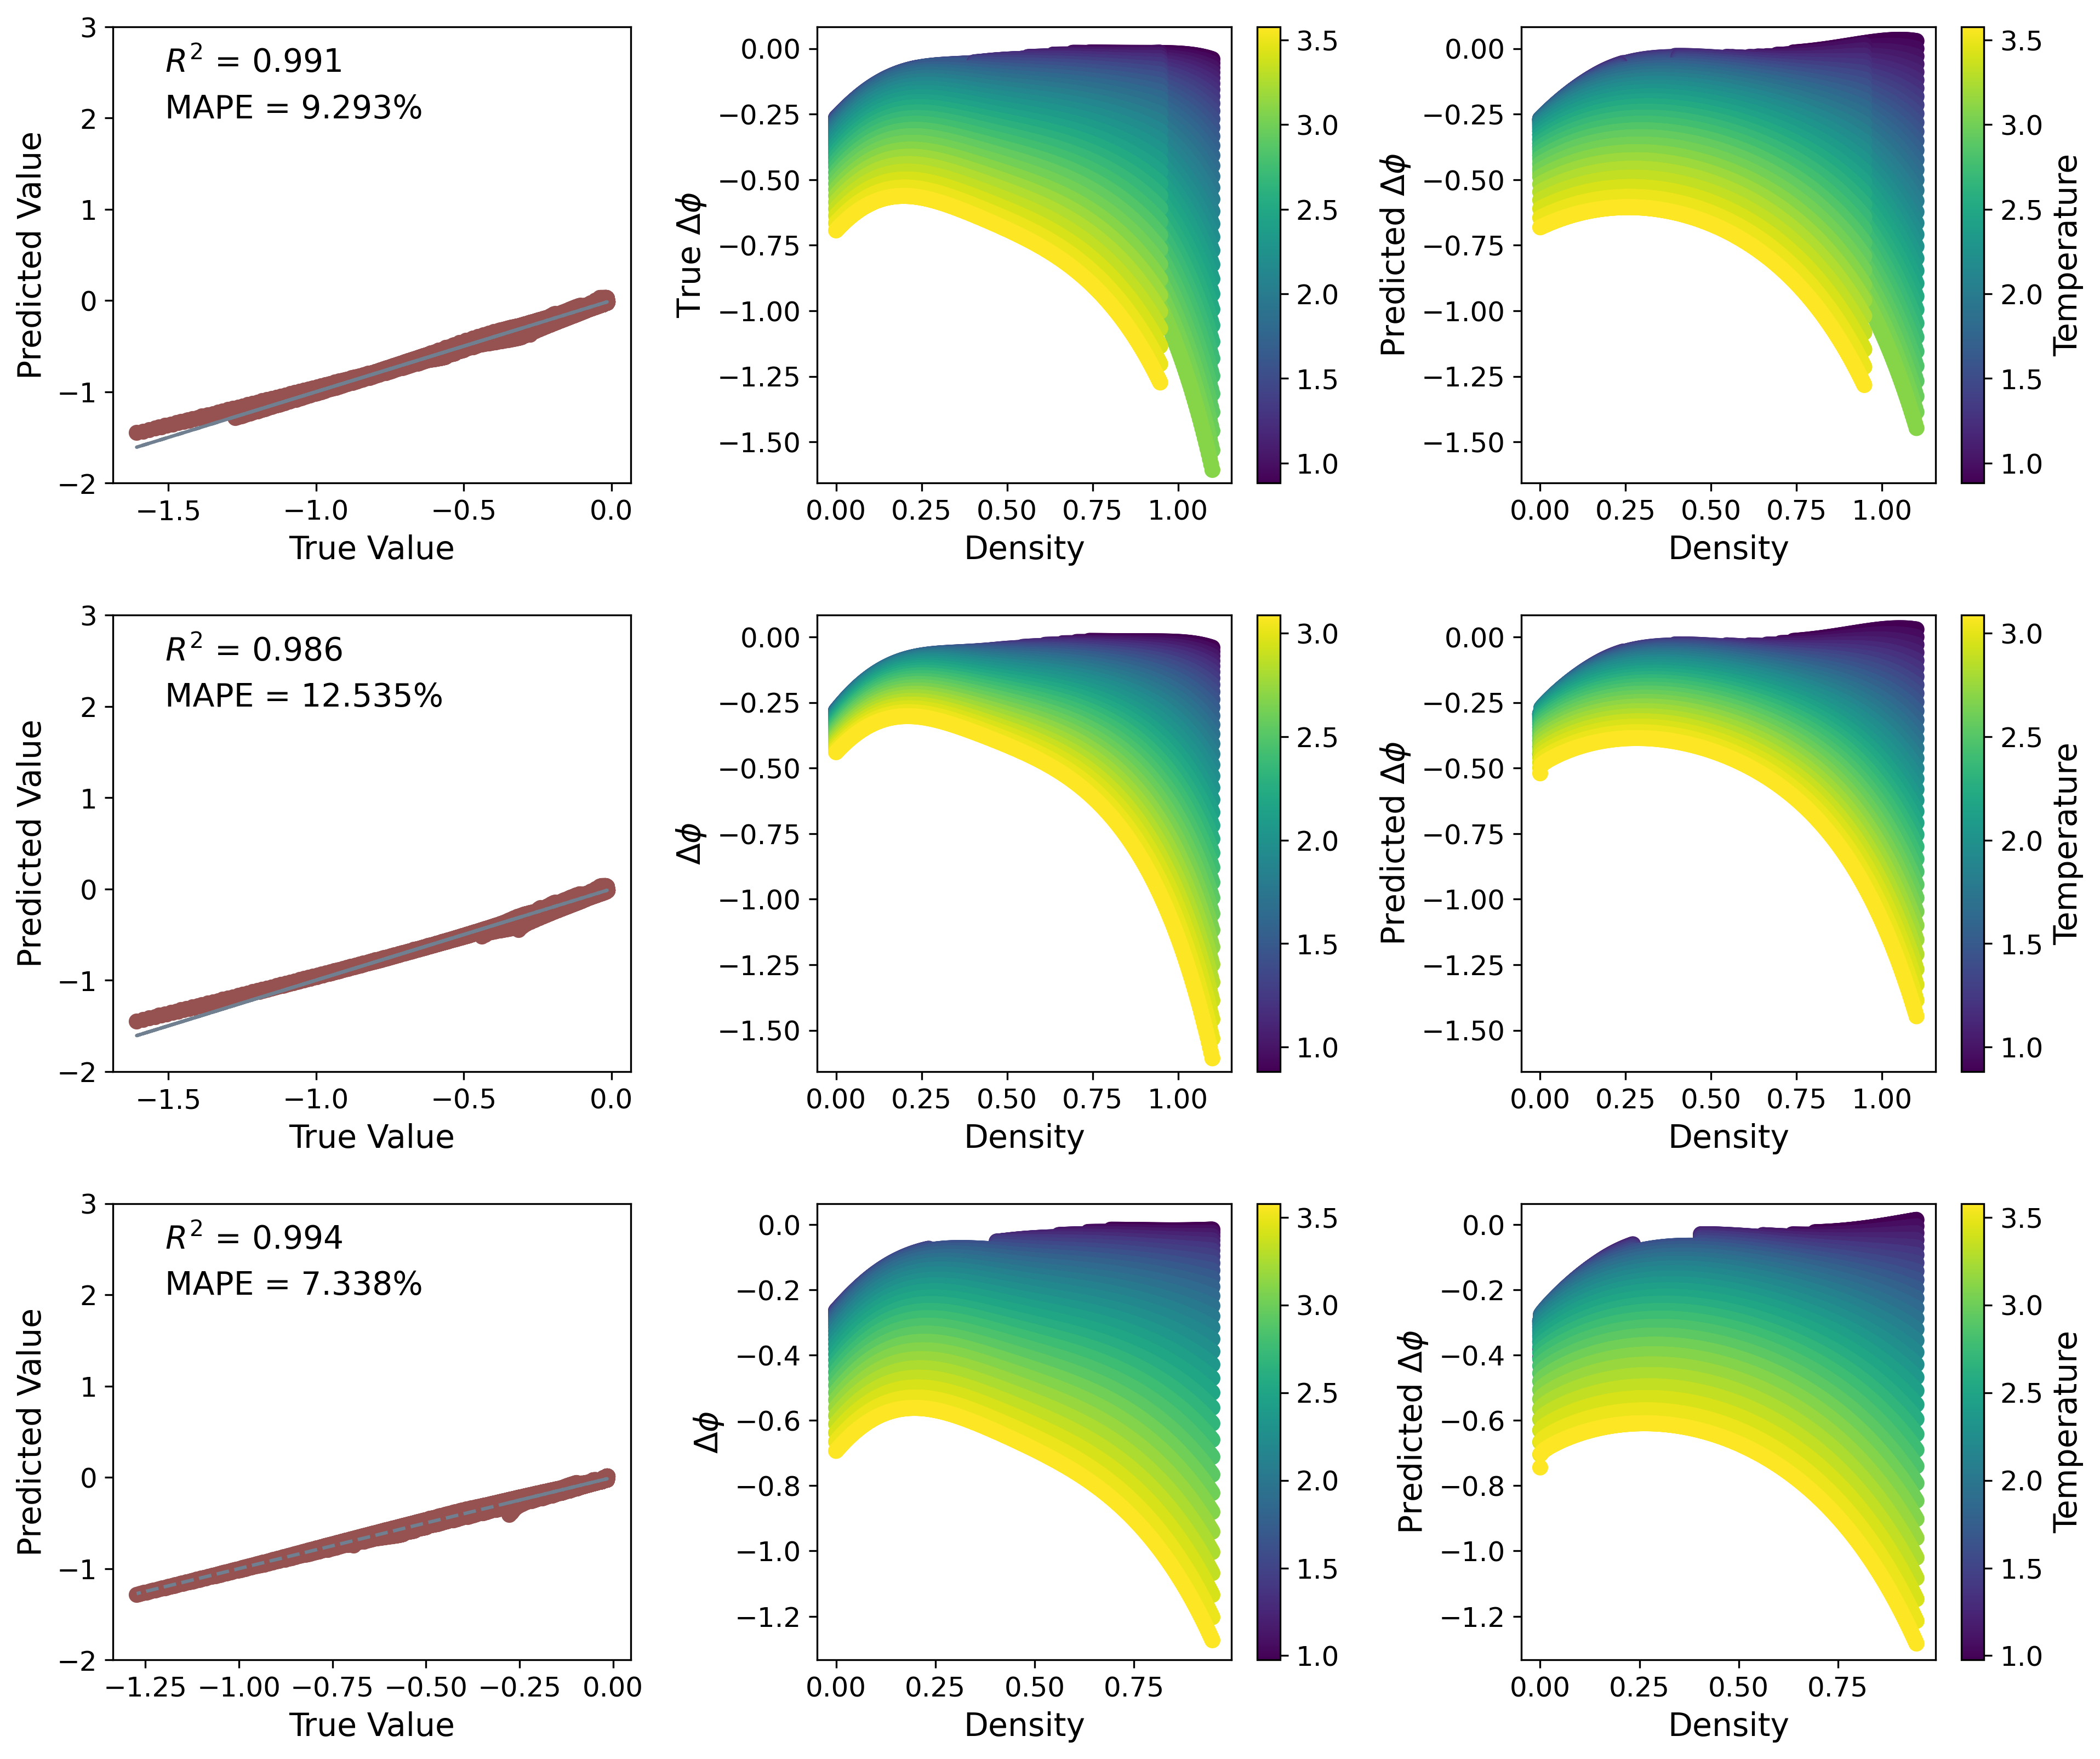 R² = 0.991
MAPE = 9.293%
Predicted Value
3
2
1
0
−1
−2
−1.5 −1.0 −0.5 0.0
True Value
True Δϕ
0.00
−0.25
−0.50
−0.75
−1.00
−1.25
−1.50
0.00 0.25 0.50 0.75 1.00
Density
3.5
3.0
2.5
2.0
1.5
1.0
Predicted Δϕ
0.00
−0.25
−0.50
−0.75
−1.00
−1.25
−1.50
0.00 0.25 0.50 0.75 1.00
Density
3.5
3.0
2.5
2.0
1.5
1.0
Temperature
R² = 0.986
MAPE = 12.535%
Predicted Value
3
2
1
0
−1
−2
−1.5 −1.0 −0.5 0.0
True Value
Δϕ
0.00
−0.25
−0.50
−0.75
−1.00
−1.25
−1.50
0.00 0.25 0.50 0.75 1.00
Density
3.0
2.5
2.0
1.5
1.0
Predicted Δϕ
0.00
−0.25
−0.50
−0.75
−1.00
−1.25
−1.50
0.00 0.25 0.50 0.75 1.00
Density
3.0
2.5
2.0
1.5
1.0
Temperature
R² = 0.994
MAPE = 7.338%
Predicted Value
3
2
1
0
−1
−2
−1.25 −1.00 −0.75 −0.50 −0.25 0.00
True Value
Δϕ
0.0
−0.2
−0.4
−0.6
−0.8
−1.0
−1.2
0.00 0.25 0.50 0.75
Density
3.5
3.0
2.5
2.0
1.5
1.0
Predicted Δϕ
0.0
−0.2
−0.4
−0.6
−0.8
−1.0
−1.2
0.00 0.25 0.50 0.75
Density
3.5
3.0
2.5
2.0
1.5
1.0
Temperature